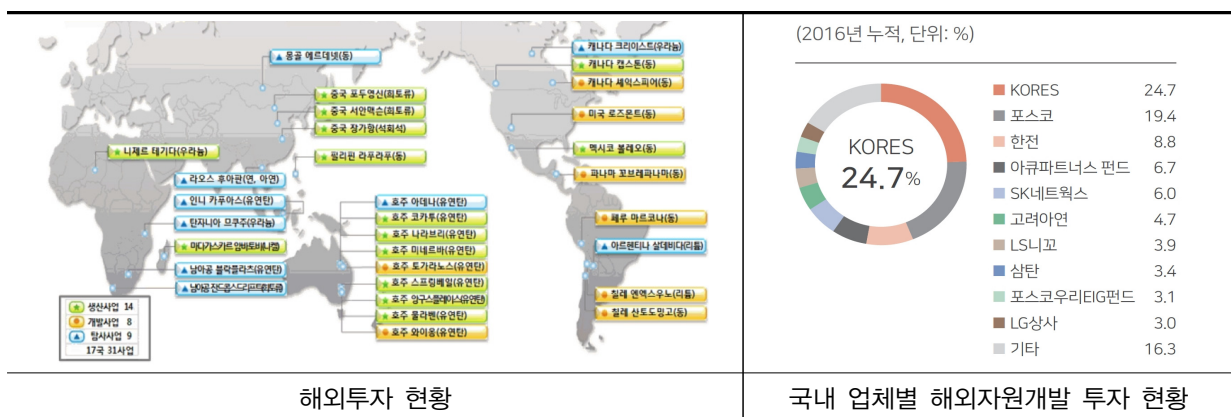 ▲ 몽골 에르데넷(동)
★ 중국 포두영신(희토류)
★ 중국 서안맥슨(희토류)
★ 중국 장가항(석회석)
★ 니제르 테기다(우라늄)
★ 필리핀 라푸라푸(동)
▲ 라오스 후아판(연, 아연)
▲ 인니 카푸아스(유연탄)
▲ 탄자니아 므쿠주(우라늄)
★ 마다가스카르 암바토비(니켈)
▲ 남아공 블락플라츠(유연탄)
▲ 남아공 잔드콥스드리프트(희토류)
▲ 호주 아데나(유연탄)
★ 호주 코카투(유연탄)
★ 호주 나라브리(유연탄)
★ 호주 미네르바(유연탄)
● 호주 토가라노스(유연탄)
★ 호주 스프링베일(유연탄)
★ 호주 앙구스플레이스(유연탄)
★ 호주 물라벤(유연탄)
● 호주 와이옹(유연탄)
▲ 캐나다 크리이스트(우라늄)
★ 캐나다 캡스톤(동)
● 캐나다 셰익스피어(동)
● 미국 로즈몬트(동)
★ 멕시코 볼레오(동)
● 파나마 꼬브레파나마(동)
● 페루 마르코나(동)
▲ 아르헨티나 살데비다(리튬)
● 칠레 엔엑스우노(리튬)
● 칠레 산토도밍고(동)
★ 생산사업 14
● 개발사업 8
▲ 탐사사업 9
17국 31사업
해외투자 현황
(2016년 누적, 단위: %)
KORES
24.7%
KORES 24.7
포스코 19.4
한전 8.8
아큐파트너스 펀드 6.7
SK네트웍스 6.0
고려아연 4.7
LS니꼬 3.9
삼탄 3.4
포스코우리EIG펀드 3.1
LG상사 3.0
기타 16.3
국내 업체별 해외자원개발 투자 현황